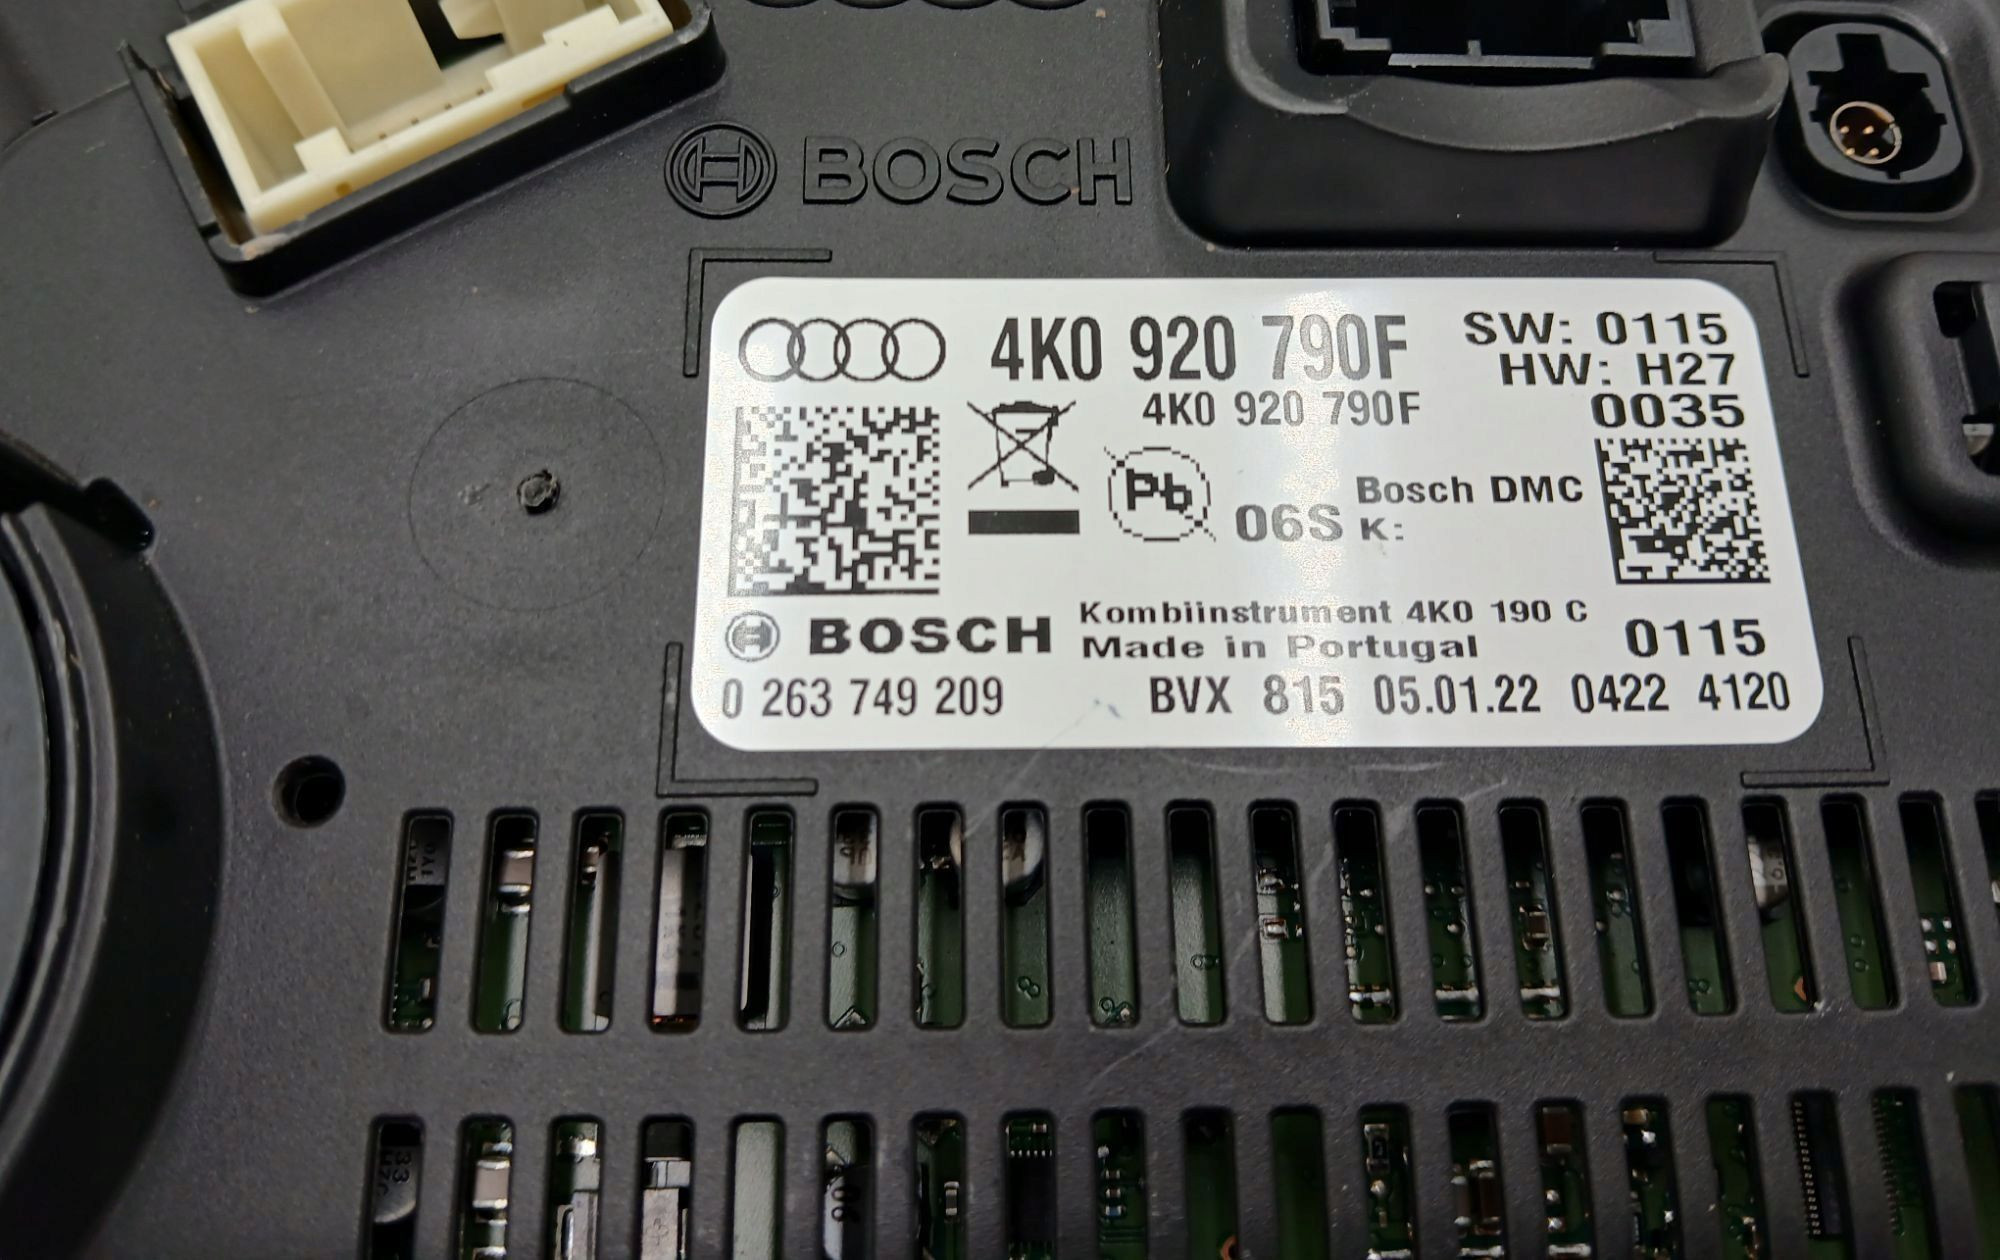 BOSCH
4K0 920 790F
SW: 0115
HW: H27
4K0 920 790F
0035
Pb
06S
Bosch DMC
K:
BOSCH
Kombiinstrument 4K0 190 C
Made in Portugal
0115
0 263 749 209
BVX 815 05.01.22 0422 4120